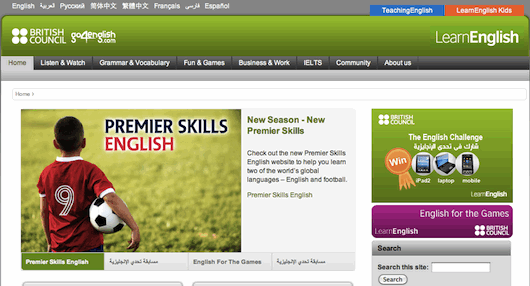 English العربية Русский 简体中文 繁體中文 Français فارسی Español
TeachingEnglish LearnEnglish Kids
BRITISH COUNCIL go4english.com LearnEnglish
Home Listen & Watch Grammar & Vocabulary Fun & Games Business & Work IELTS Community About us
Home ›
PREMIER SKILLS
ENGLISH
9
New Season - New
Premier Skills
Check out the new Premier Skills
English website to help you learn
two of the world's global
languages – English and football.
Premier Skills English
Premier Skills English مسابقة تحدي الإنجليزية English For The Games مسابقة تحدي الإنجليزية
BRITISH
COUNCIL
The English Challenge
شارك في تحدي الإنجليزية
Win
iPad2 laptop mobile
LearnEnglish
English for the Games
LearnEnglish BRITISH COUNCIL
Search
Search this site:
Search